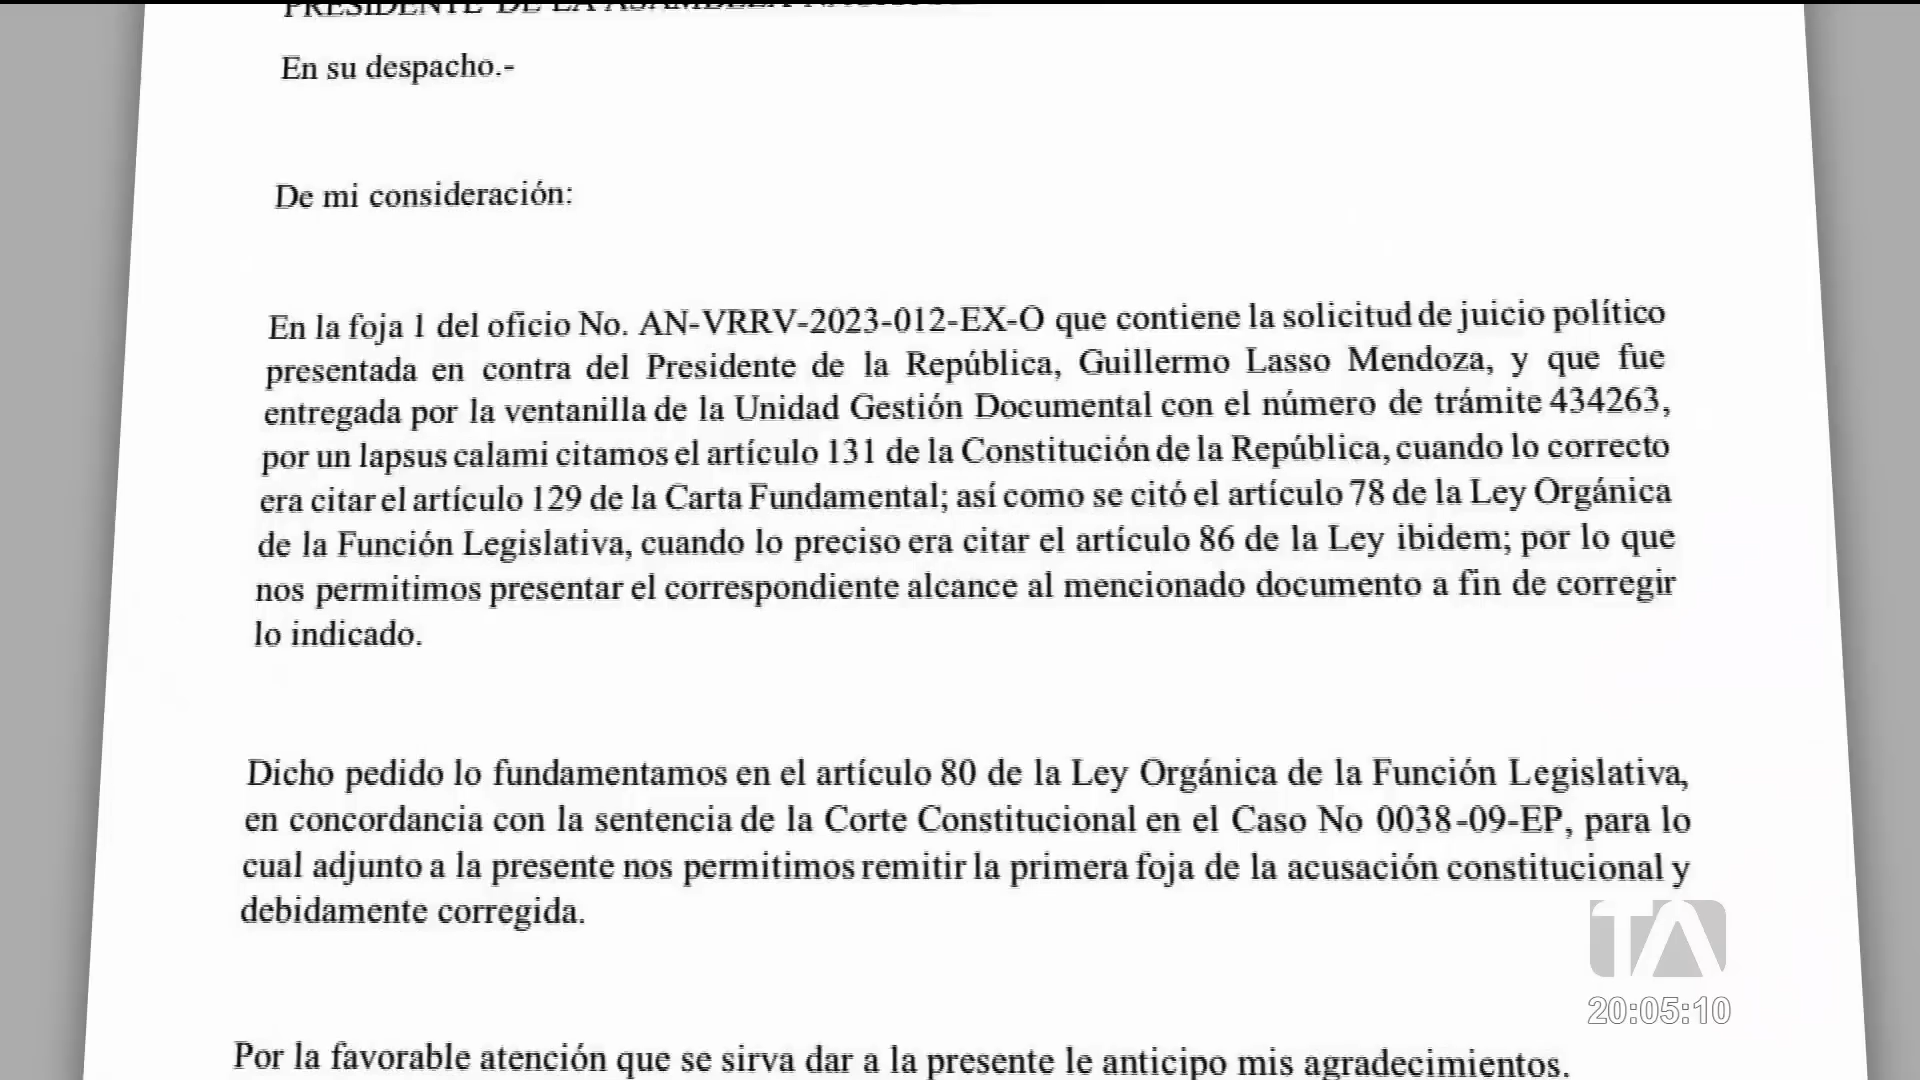 PRESIDENTE DE LA ASAMBLEA
En su despacho.-
De mi consideración:
En la foja 1 del oficio No. AN-VRRV-2023-012-EX-O que contiene la solicitud de juicio político
presentada en contra del Presidente de la República, Guillermo Lasso Mendoza, y que fue
entregada por la ventanilla de la Unidad Gestión Documental con el número de trámite 434263,
por un lapsus calami citamos el artículo 131 de la Constitución de la República, cuando lo correcto
era citar el artículo 129 de la Carta Fundamental; así como se citó el artículo 78 de la Ley Orgánica
de la Función Legislativa, cuando lo preciso era citar el artículo 86 de la Ley ibidem; por lo que
nos permitimos presentar el correspondiente alcance al mencionado documento a fin de corregir
lo indicado.
Dicho pedido lo fundamentamos en el artículo 80 de la Ley Orgánica de la Función Legislativa,
en concordancia con la sentencia de la Corte Constitucional en el Caso No 0038-09-EP, para lo
cual adjunto a la presente nos permitimos remitir la primera foja de la acusación constitucional y
debidamente corregida.
TA
20:05:10
Por la favorable atención que se sirva dar a la presente le anticipo mis agradecimientos.